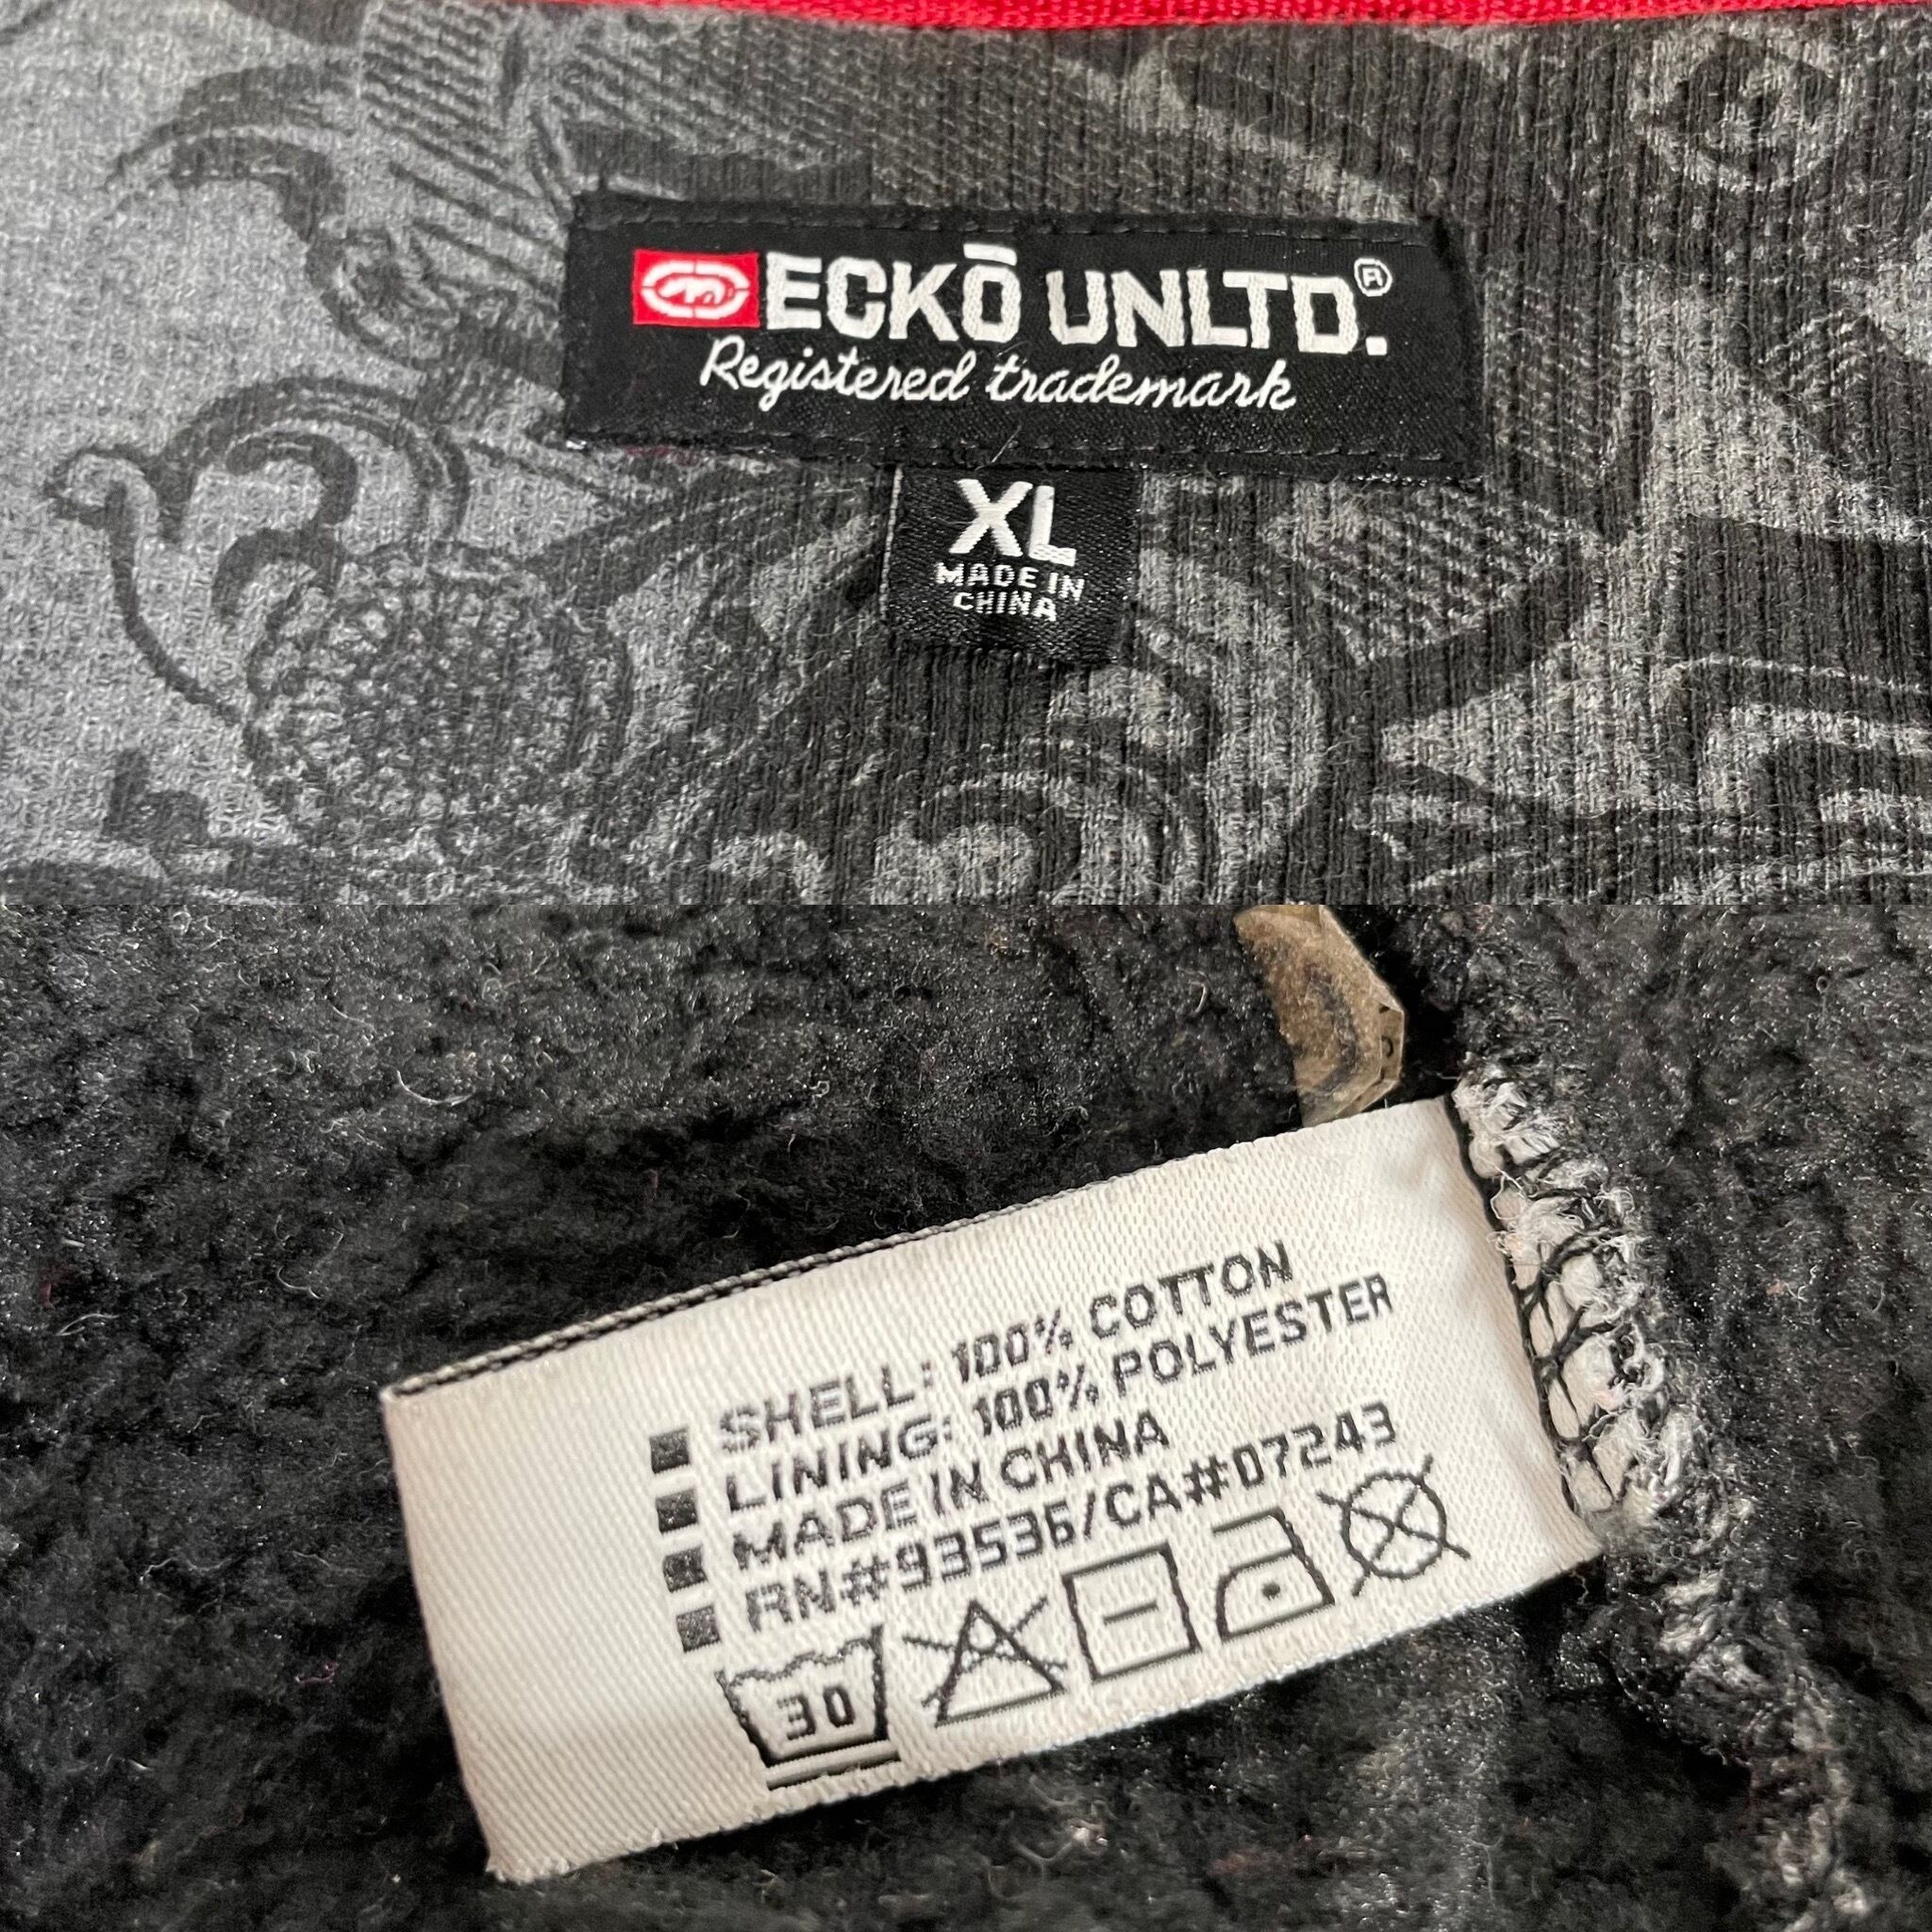 ECKŌ UNLTD.®
Registered trademark
XL
MADE IN
CHINA
SHELL: 100% COTTON
LINING: 100% POLYESTER
MADE IN CHINA
RN#93536/CA#07243
30